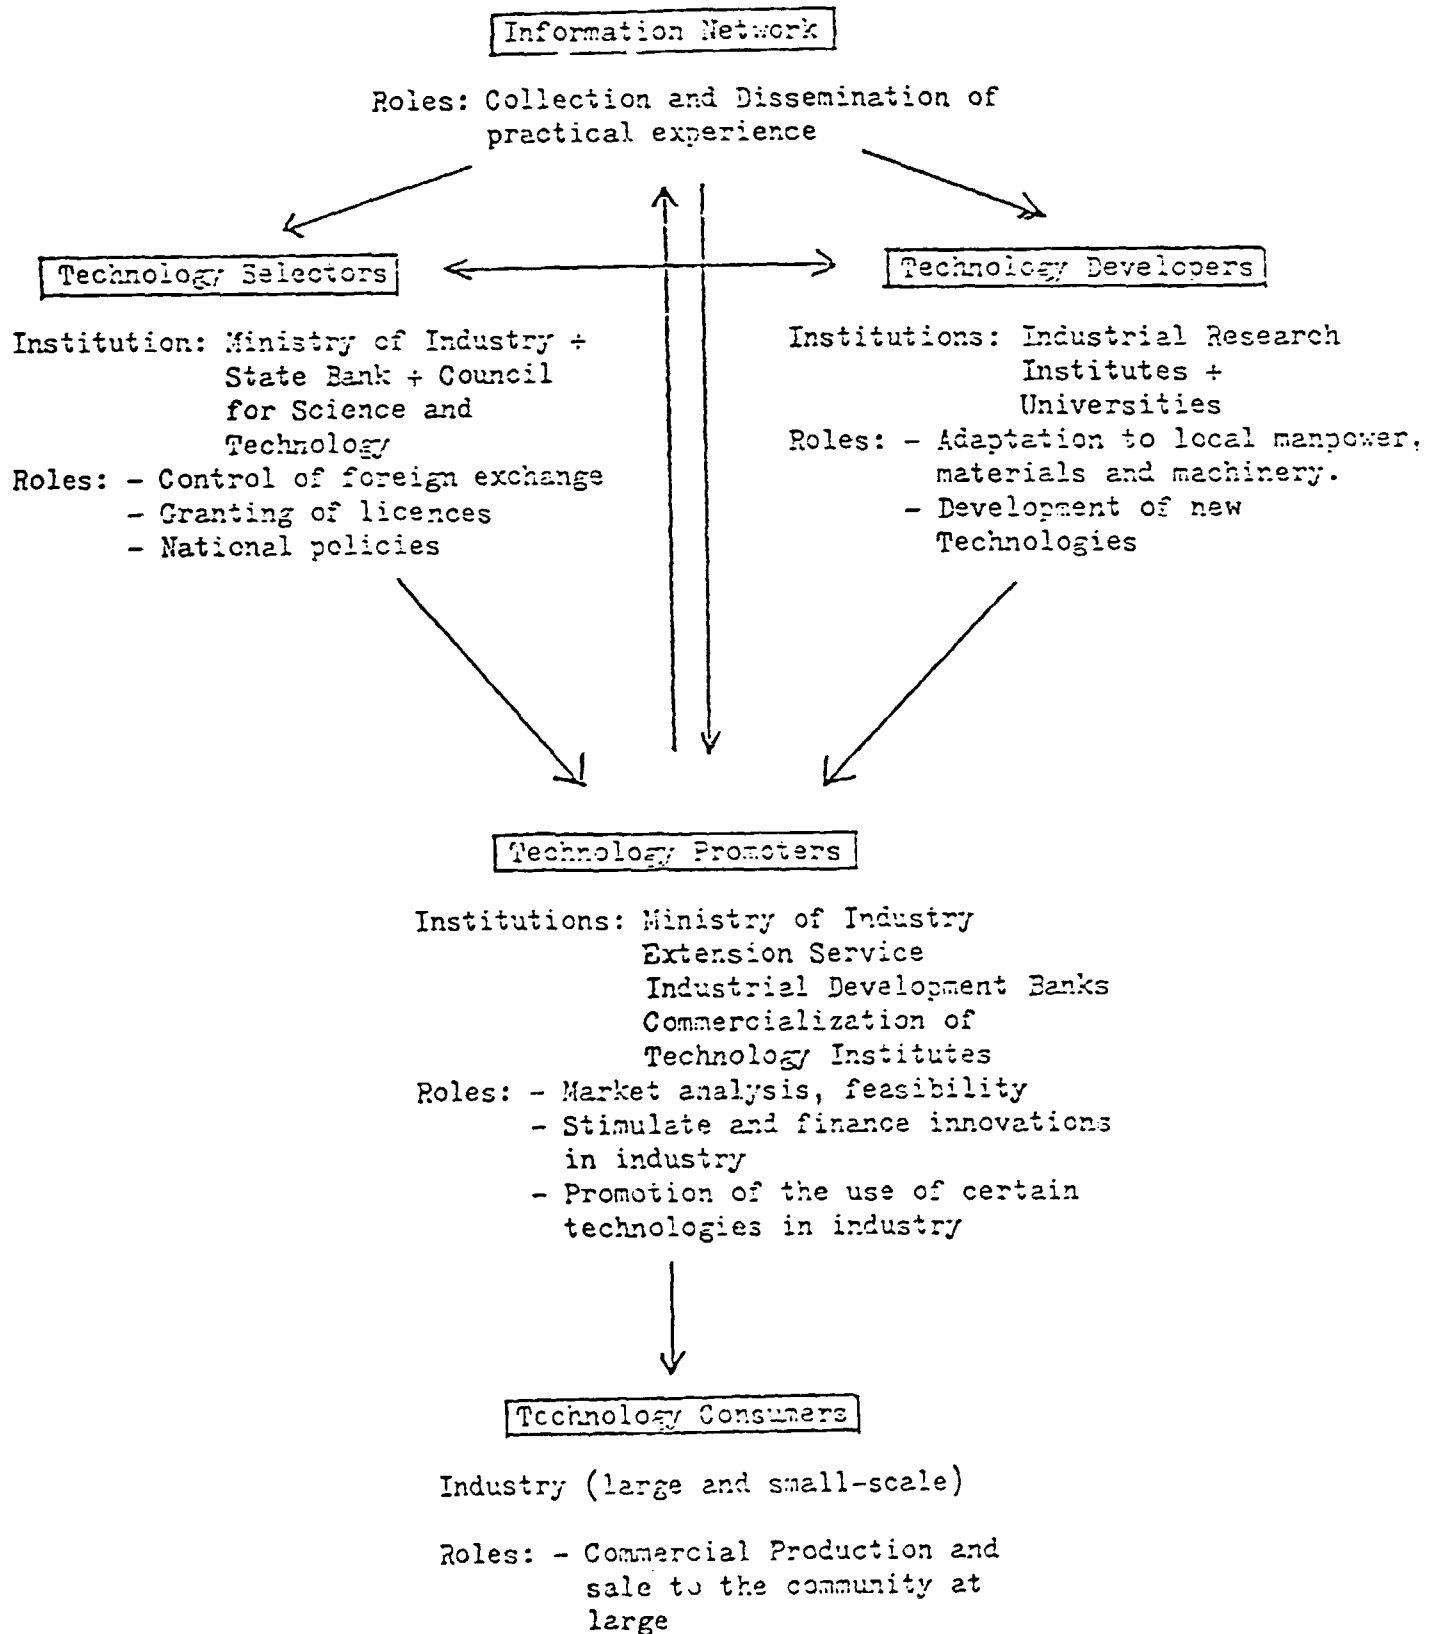 Information Network
Roles: Collection and Dissemination of
practical experience
Technology Selectors
Institution: Ministry of Industry +
State Bank + Council
for Science and
Technology
Roles: - Control of foreign exchange
- Granting of licences
- National policies
Technology Developers
Institutions: Industrial Research
Institutes +
Universities
Roles: - Adaptation to local manpower,
materials and machinery.
- Development of new
Technologies
Technology Promoters
Institutions: Ministry of Industry
Extension Service
Industrial Development Banks
Commercialization of
Technology Institutes
Roles: - Market analysis, feasibility
- Stimulate and finance innovations
in industry
- Promotion of the use of certain
technologies in industry
Technology Consumers
Industry (large and small-scale)
Roles: - Commercial Production and
sale to the community at
large